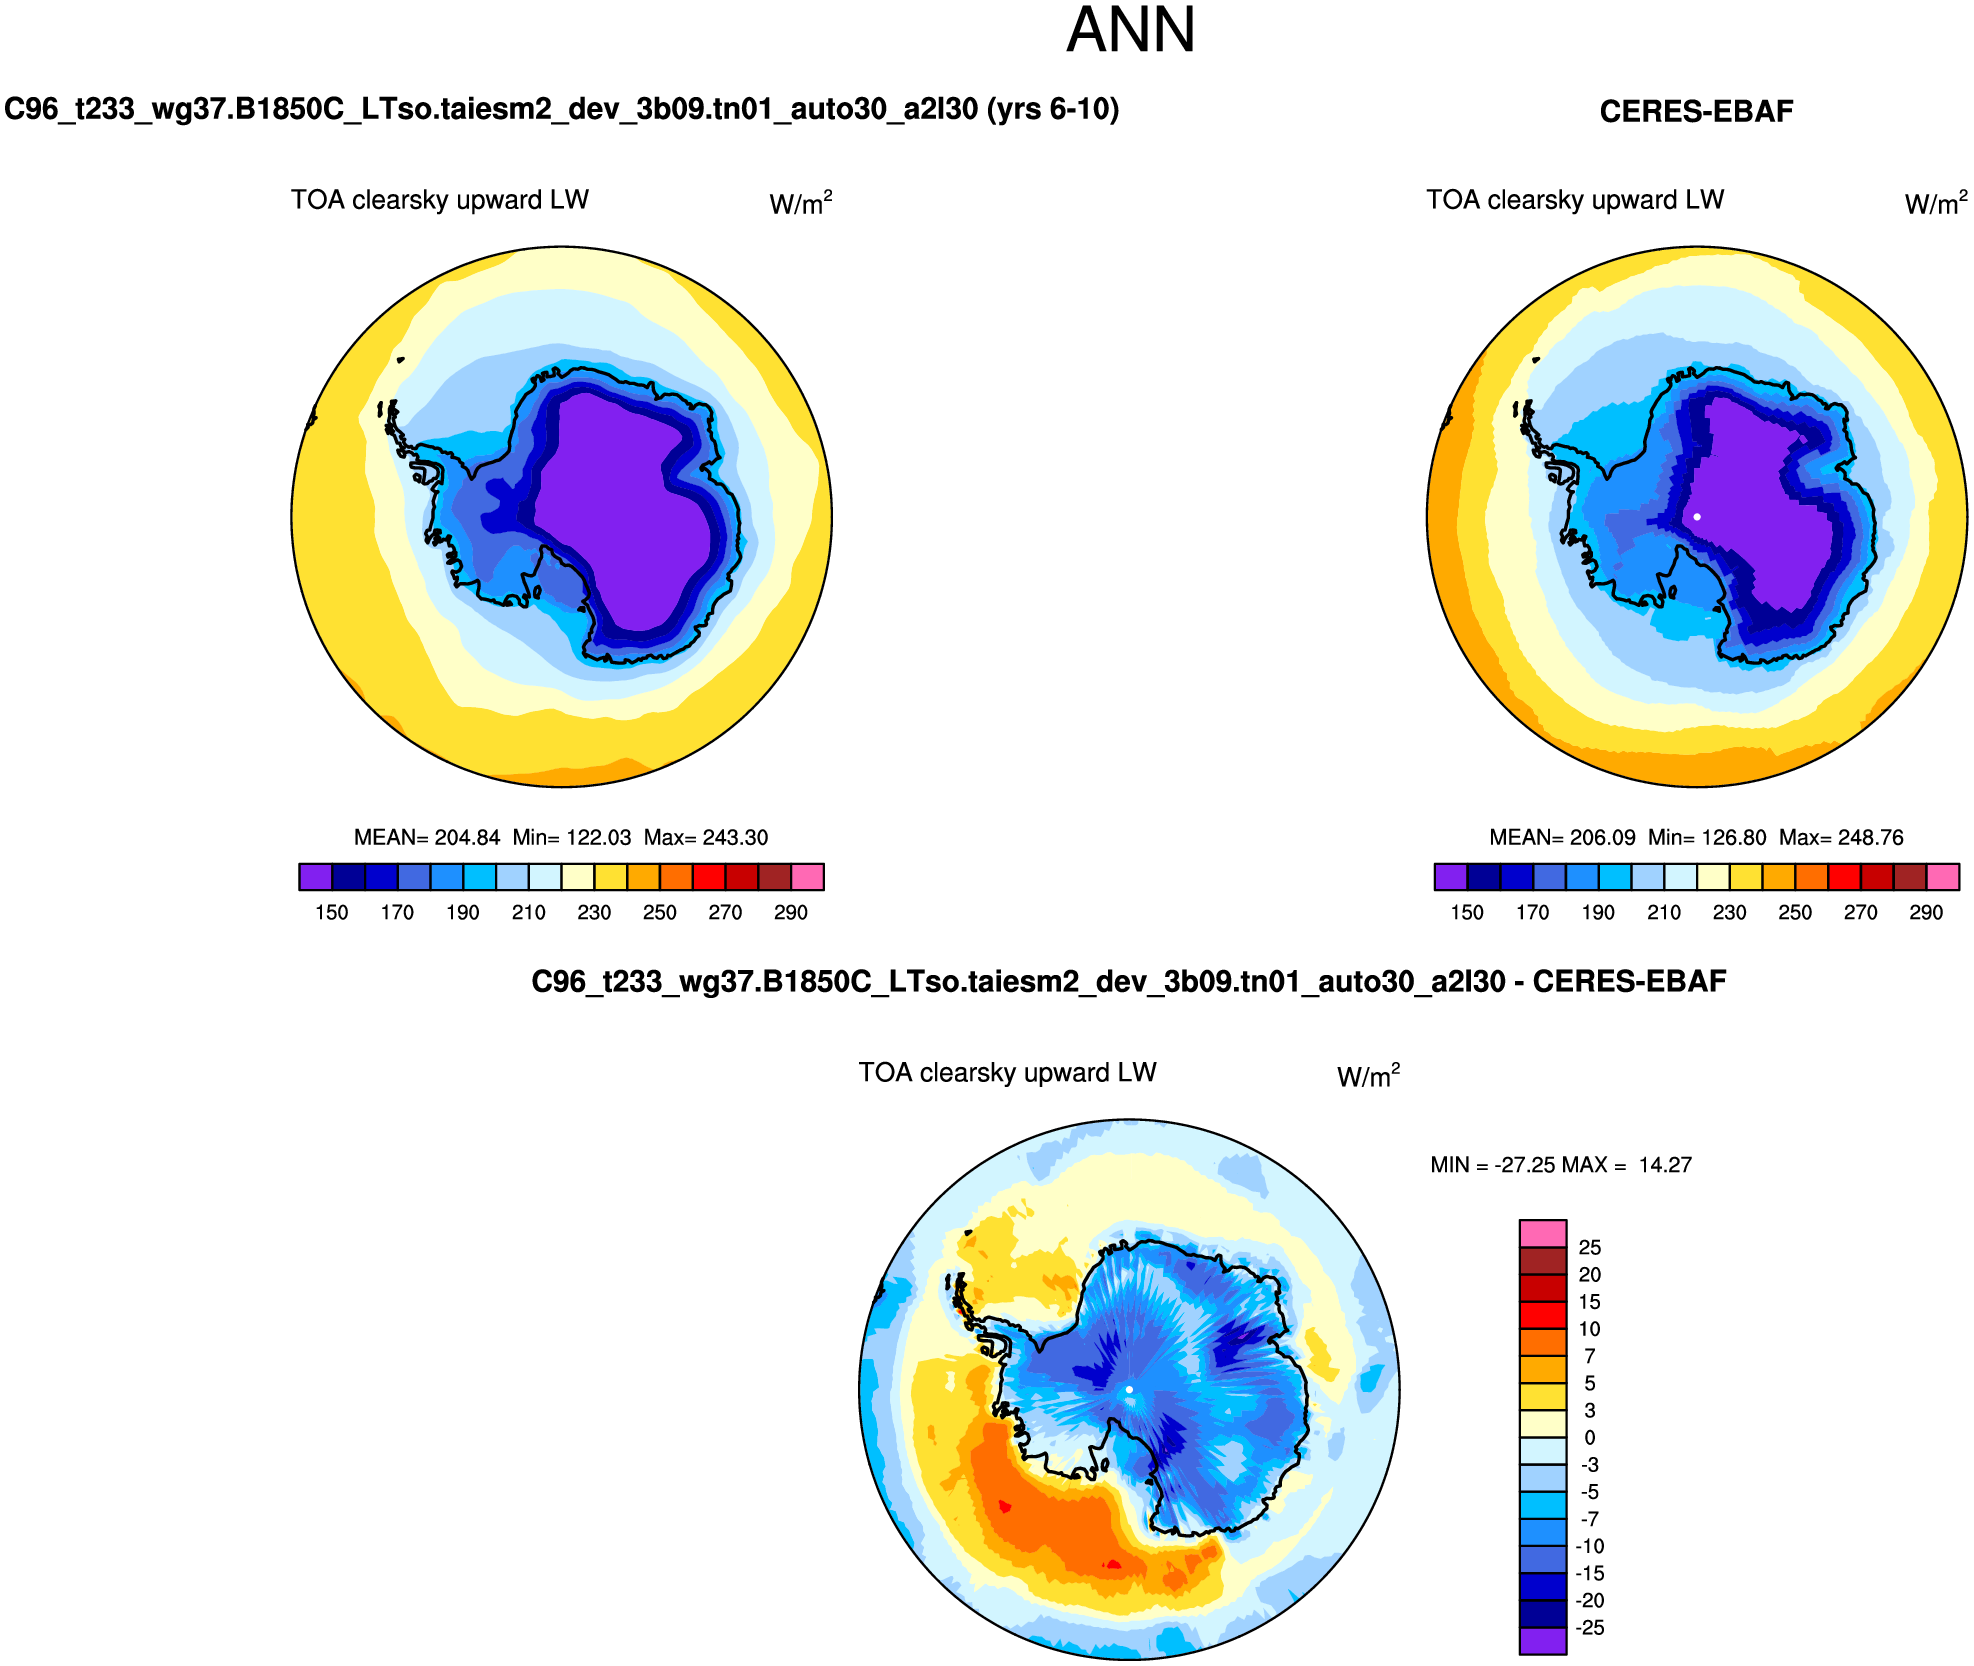 ANN
C96_t233_wg37.B1850C_LTso.taiesm2_dev_3b09.tn01_auto30_a2l30 (yrs 6-10)
CERES-EBAF
TOA clearsky upward LW W/m²
TOA clearsky upward LW W/m²
MEAN= 204.84 Min= 122.03 Max= 243.30
150 170 190 210 230 250 270 290
MEAN= 206.09 Min= 126.80 Max= 248.76
150 170 190 210 230 250 270 290
C96_t233_wg37.B1850C_LTso.taiesm2_dev_3b09.tn01_auto30_a2l30 - CERES-EBAF
TOA clearsky upward LW W/m²
MIN = -27.25 MAX = 14.27
25
20
15
10
7
5
3
0
-3
-5
-7
-10
-15
-20
-25